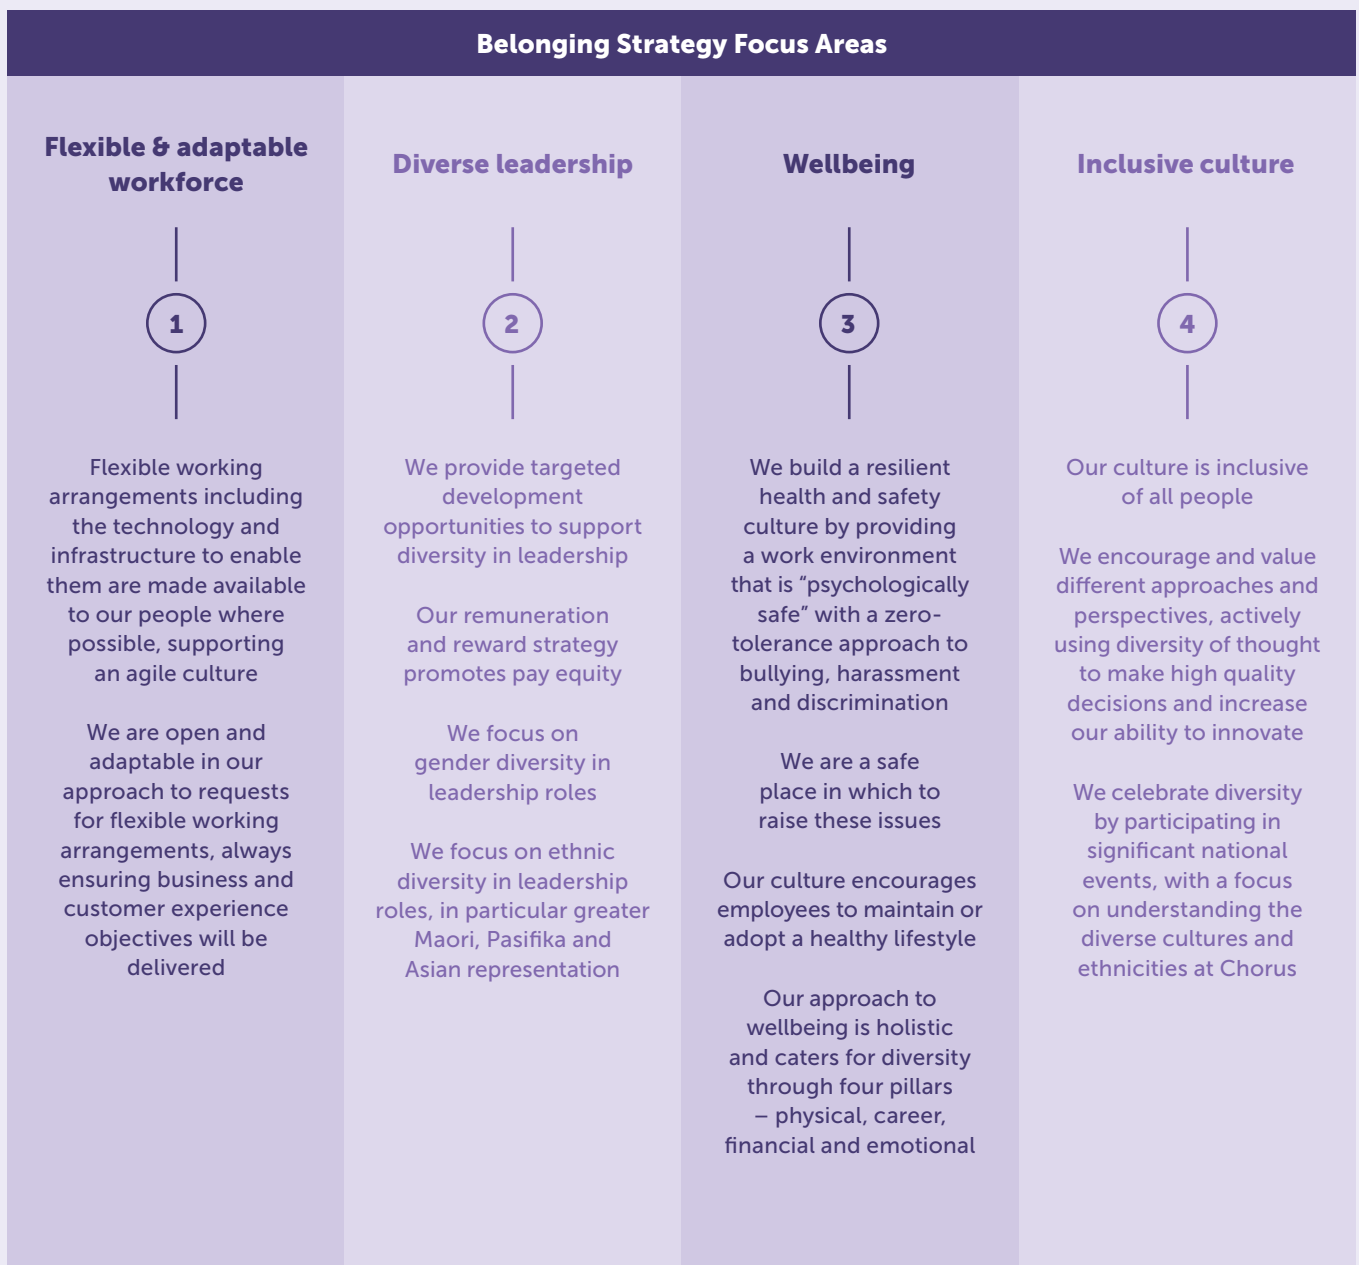 Belonging Strategy Focus Areas
Flexible & adaptable
workforce
1
Flexible working
arrangements including
the technology and
infrastructure to enable
them are made available
to our people where
possible, supporting
an agile culture
We are open and
adaptable in our
approach to requests
for flexible working
arrangements, always
ensuring business and
customer experience
objectives will be
delivered
Diverse leadership
2
We provide targeted
development
opportunities to support
diversity in leadership
Our remuneration
and reward strategy
promotes pay equity
We focus on
gender diversity in
leadership roles
We focus on ethnic
diversity in leadership
roles, in particular greater
Maori, Pasifika and
Asian representation
Wellbeing
3
We build a resilient
health and safety
culture by providing
a work environment
that is “psychologically
safe” with a zero-
tolerance approach to
bullying, harassment
and discrimination
We are a safe
place in which to
raise these issues
Our culture encourages
employees to maintain or
adopt a healthy lifestyle
Our approach to
wellbeing is holistic
and caters for diversity
through four pillars
– physical, career,
financial and emotional
Inclusive culture
4
Our culture is inclusive
of all people
We encourage and value
different approaches and
perspectives, actively
using diversity of thought
to make high quality
decisions and increase
our ability to innovate
We celebrate diversity
by participating in
significant national
events, with a focus
on understanding the
diverse cultures and
ethnicities at Chorus